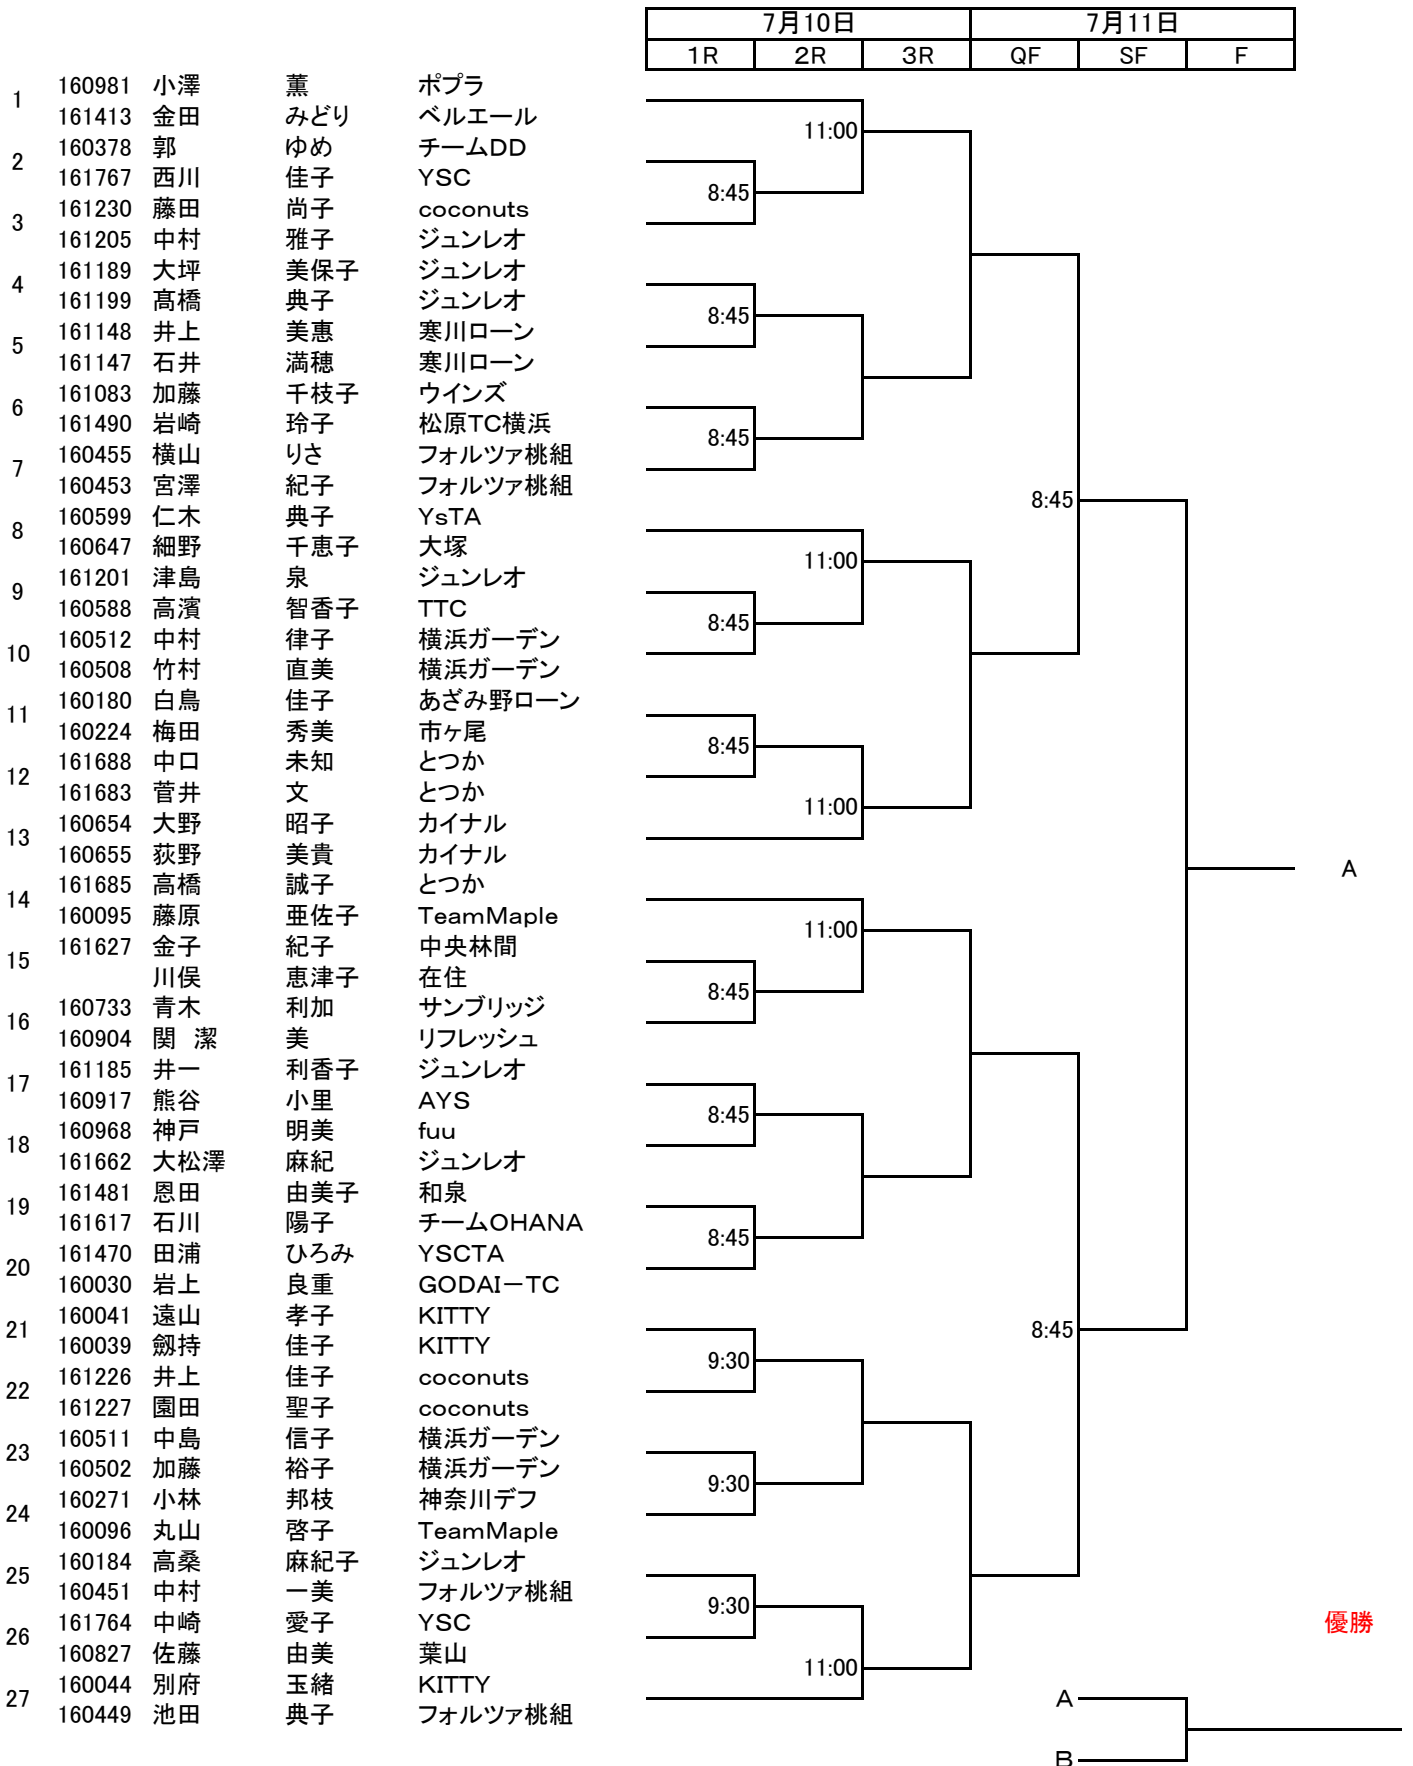 7月10日 7月11日
1R 2R 3R QF SF F
160981 小澤 薫 ポプラ
1
161413 金田 みどり ベルエール
11:00
160378 郭 ゆめ チームDD
2
161767 西川 佳子 YSC
8:45
161230 藤田 尚子 coconuts
3
161205 中村 雅子 ジュンレオ
161189 大坪 美保子 ジュンレオ
4
161199 髙橋 典子 ジュンレオ
8:45
161148 井上 美惠 寒川ローン
5
161147 石井 満穂 寒川ローン
161083 加藤 千枝子 ウインズ
6
161490 岩崎 玲子 松原TC横浜
8:45
160455 横山 りさ フォルツァ桃組
7
160453 宮澤 紀子 フォルツァ桃組
8:45
160599 仁木 典子 YsTA
8
160647 細野 千恵子 大塚
11:00
161201 津島 泉 ジュンレオ
9
160588 高濱 智香子 TTC
8:45
160512 中村 律子 横浜ガーデン
10
160508 竹村 直美 横浜ガーデン
160180 白鳥 佳子 あざみ野ローン
11
160224 梅田 秀美 市ヶ尾
8:45
161688 中口 未知 とつか
12
161683 菅井 文 とつか
11:00
160654 大野 昭子 カイナル
13
160655 荻野 美貴 カイナル
A
161685 高橋 誠子 とつか
14
160095 藤原 亜佐子 TeamMaple
11:00
161627 金子 紀子 中央林間
15
川俣 恵津子 在住
8:45
160733 青木 利加 サンブリッジ
16
160904 関 潔 美 リフレッシュ
161185 井一 利香子 ジュンレオ
17
160917 熊谷 小里 AYS
8:45
160968 神戸 明美 fuu
18
161662 大松澤 麻紀 ジュンレオ
161481 恩田 由美子 和泉
19
161617 石川 陽子 チームOHANA
8:45
161470 田浦 ひろみ YSCTA
20
160030 岩上 良重 GODAI－TC
160041 遠山 孝子 KITTY
21
8:45
160039 劔持 佳子 KITTY
9:30
161226 井上 佳子 coconuts
22
161227 園田 聖子 coconuts
160511 中島 信子 横浜ガーデン
23
160502 加藤 裕子 横浜ガーデン
9:30
160271 小林 邦枝 神奈川デフ
24
160096 丸山 啓子 TeamMaple
160184 高桑 麻紀子 ジュンレオ
25
160451 中村 一美 フォルツァ桃組
9:30
161764 中崎 愛子 YSC
優勝
26
160827 佐藤 由美 葉山
11:00
160044 別府 玉緒 KITTY
27
A
160449 池田 典子 フォルツァ桃組
B